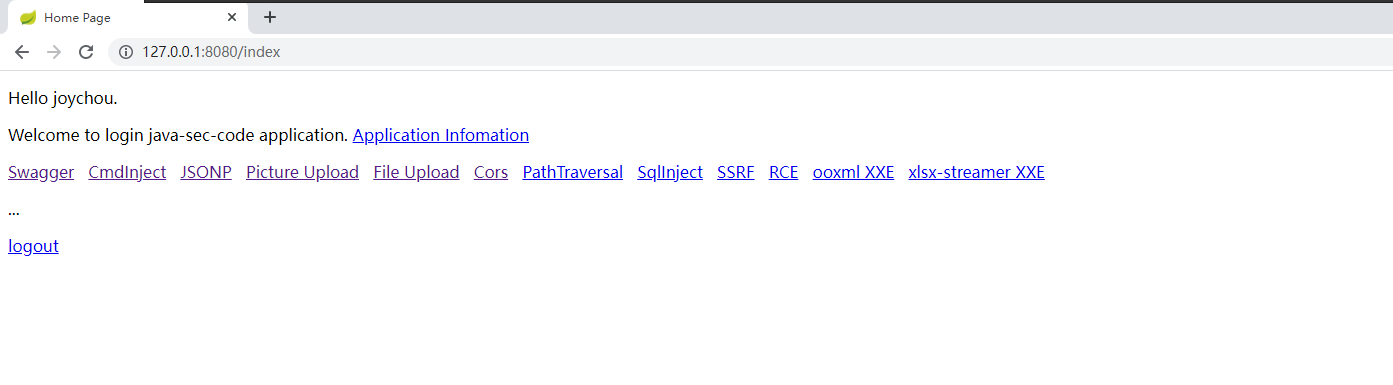 Home Page
127.0.0.1:8080/index
Hello joychou.
Welcome to login java-sec-code application. Application Infomation
Swagger CmdInject JSONP Picture Upload File Upload Cors PathTraversal SqlInject SSRF RCE ooxml XXE xlsx-streamer XXE
...
logout